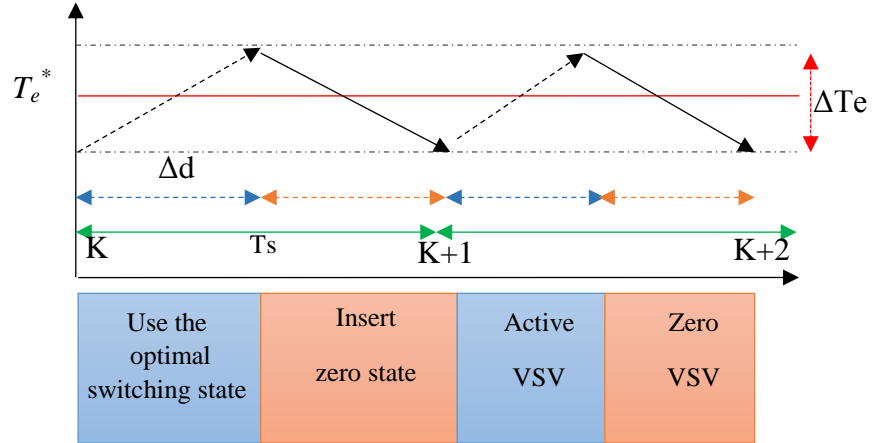 Te*
ΔTe
Δd
K
Ts
K+1
K+2
Use the
optimal
switching state
Insert
zero state
Active
VSV
Zero
VSV